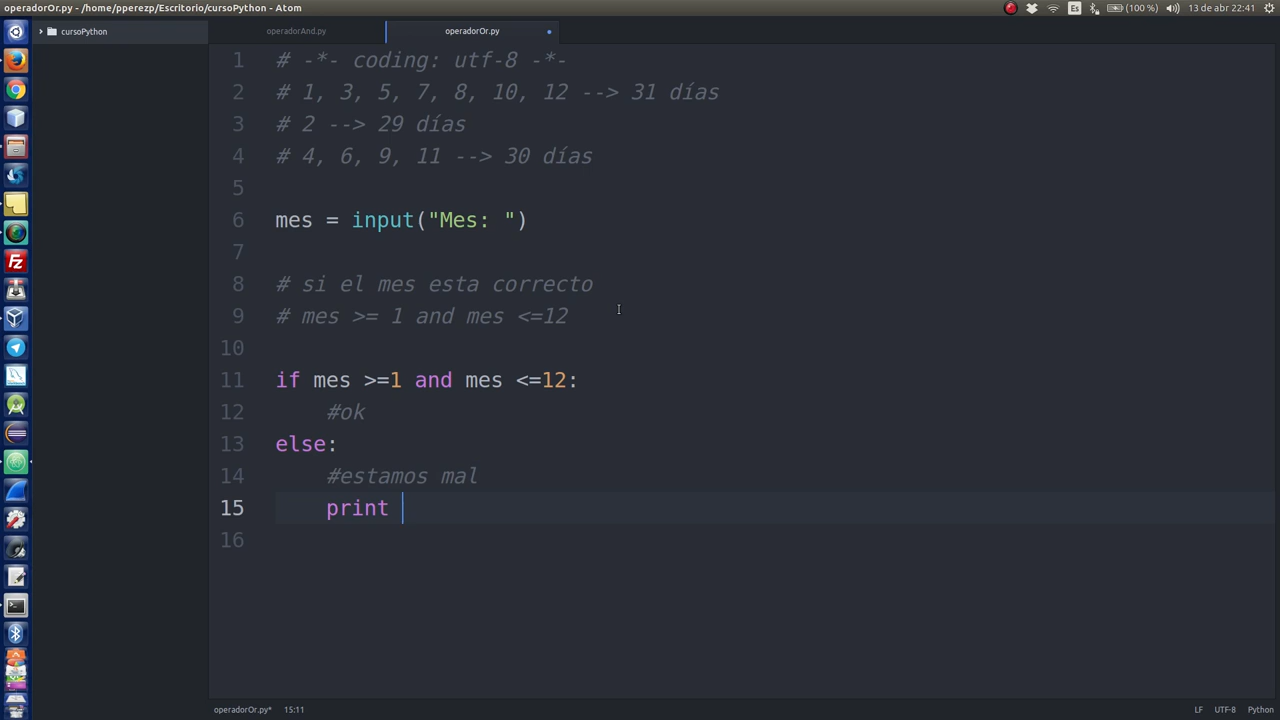 operadorOr.py - /home/pperezp/Escritorio/cursoPython - Atom
Es
(100 %)
13 de abr 22:41
cursoPython
operadorAnd.py
operadorOr.py
1 # -*- coding: utf-8 -*-
2 # 1, 3, 5, 7, 8, 10, 12 --> 31 días
3 # 2 --> 29 días
4 # 4, 6, 9, 11 --> 30 días
5
6 mes = input("Mes: ")
7
8 # si el mes esta correcto
9 # mes >= 1 and mes <=12
10
11 if mes >=1 and mes <=12:
12 #ok
13 else:
14 #estamos mal
15 print
16
Fz
operadorOr.py* 15:11
LF UTF-8 Python